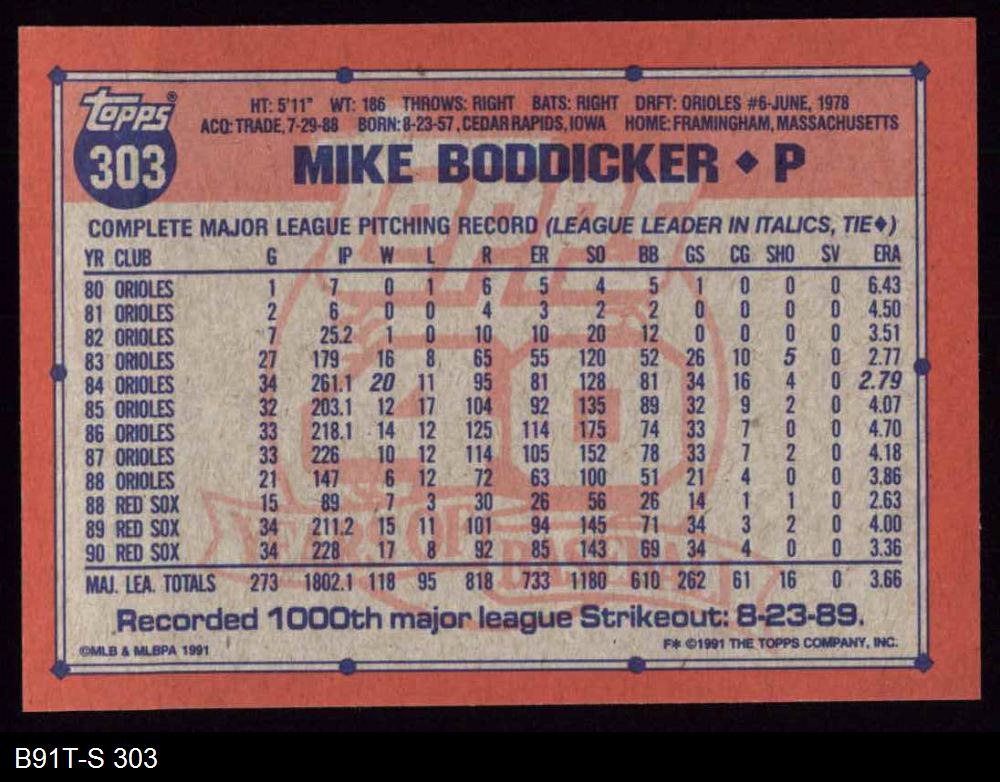 Topps®
303
HT: 5'11" WT: 186 THROWS: RIGHT BATS: RIGHT DRFT: ORIOLES #6-JUNE, 1978
ACQ: TRADE, 7-29-88 BORN: 8-23-57, CEDAR RAPIDS, IOWA HOME: FRAMINGHAM, MASSACHUSETTS
MIKE BODDICKER ♦ P
COMPLETE MAJOR LEAGUE PITCHING RECORD (LEAGUE LEADER IN ITALICS, TIE♦)
YR CLUB G IP W L R ER SO BB GS CG SHO SV ERA
80 ORIOLES 1 7 0 1 6 5 4 5 1 0 0 0 6.43
81 ORIOLES 2 6 0 0 4 3 2 2 0 0 0 0 4.50
82 ORIOLES 7 25.2 1 0 10 10 20 12 0 0 0 0 3.51
83 ORIOLES 27 179 16 8 65 55 120 52 26 10 5 0 2.77
84 ORIOLES 34 261.1 20 11 95 81 128 81 34 16 4 0 2.79
85 ORIOLES 32 203.1 12 17 104 92 135 89 32 9 2 0 4.07
86 ORIOLES 33 218.1 14 12 125 114 175 74 33 7 0 0 4.70
87 ORIOLES 33 226 10 12 114 105 152 78 33 7 2 0 4.18
88 ORIOLES 21 147 6 12 72 63 100 51 21 4 0 0 3.86
88 RED SOX 15 89 7 3 30 26 56 26 14 1 1 0 2.63
89 RED SOX 34 211.2 15 11 101 94 145 71 34 3 2 0 4.00
90 RED SOX 34 228 17 8 92 85 143 69 34 4 0 0 3.36
MAJ. LEA. TOTALS 273 1802.1 118 95 818 733 1180 610 262 61 16 0 3.66
Topps
40
YEARS OF BASEBALL
Recorded 1000th major league Strikeout: 8-23-89.
©MLB & MLBPA 1991 F* ©1991 THE TOPPS COMPANY, INC.
B91T-S 303